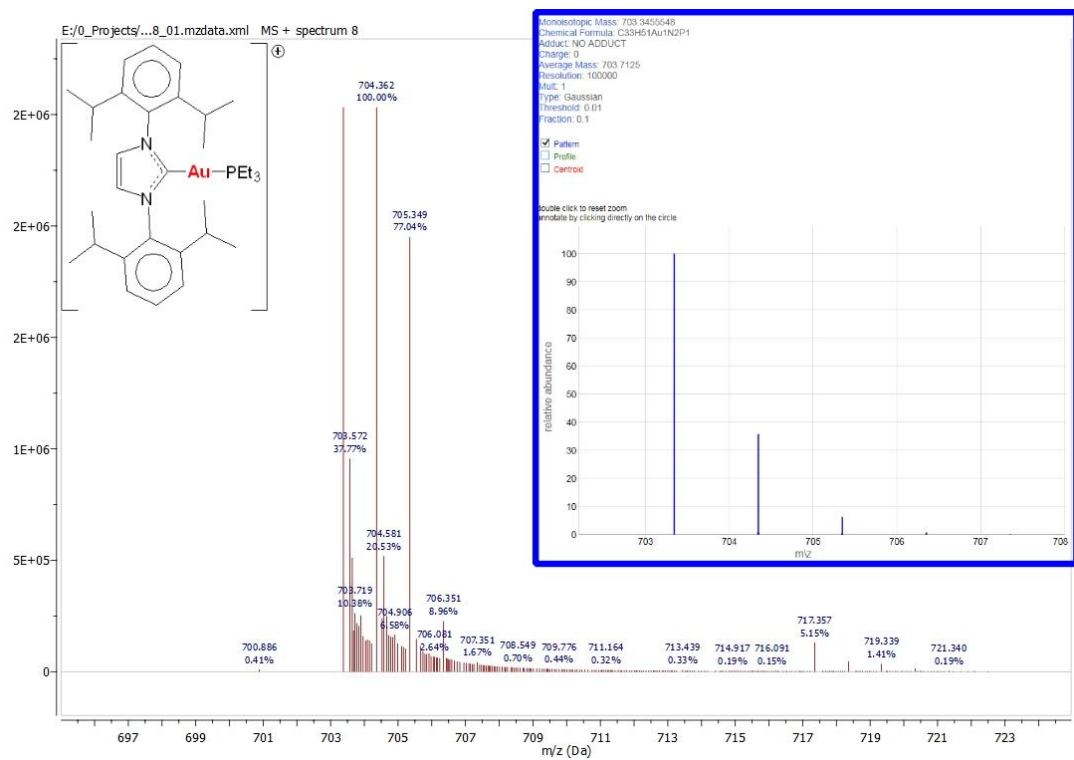 E:/0_Projects/...8_01.mzdata.xml MS + spectrum 8
N
Au
PEt3
N
704.362
100.00%
705.349
77.04%
703.572
37.77%
704.581
20.53%
703.719
10.38%
704.906
6.58%
706.081
2.64%
706.351
8.96%
700.886
0.41%
707.351
1.67%
708.549
0.70%
709.776
0.44%
711.164
0.32%
713.439
0.33%
714.917
0.19%
716.091
0.15%
717.357
5.15%
719.339
1.41%
721.340
0.19%
2E+06
2E+06
2E+06
1E+06
5E+05
0
697 699 701 703 705 707 709 711 713 715 717 719 721 723
m/z (Da)
Monoisotopic Mass: 703.3455548
Chemical Formula: C33H51Au1N2P1
Adduct: NO ADDUCT
Charge: 0
Average Mass: 703.7125
Resolution: 100000
Mult: 1
Type: Gaussian
Threshold: 0.01
Fraction: 0.1
Pattern
Profile
Centroid
double click to reset zoom
annotate by clicking directly on the circle
relative abundance
100
90
80
70
60
50
40
30
20
10
0
703 704 705 706 707 708
m/z